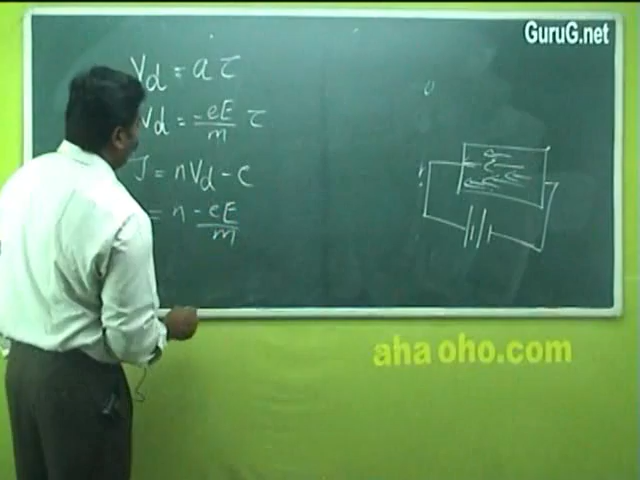 GuruG.net
Vd = aτ
Vd = -eE/m τ
J = nVd - e
= n - eE/m
aha oho.com